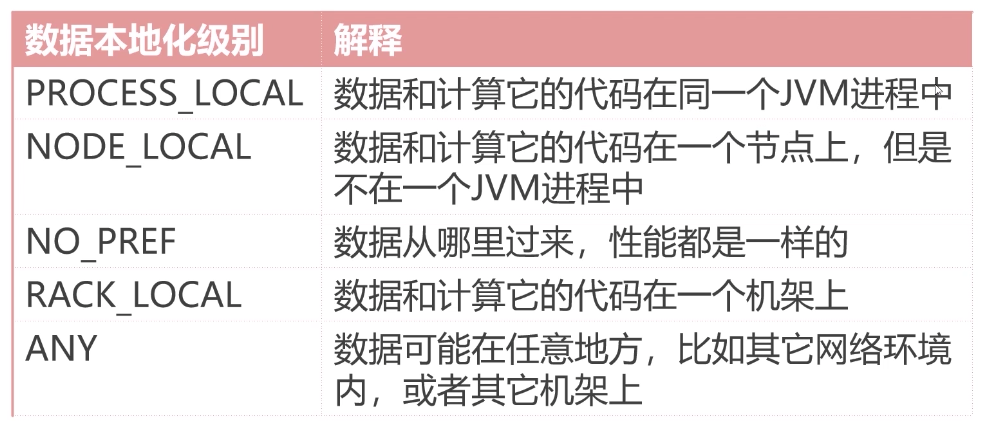 数据本地化级别 解释
PROCESS_LOCAL 数据和计算它的代码在同一个JVM进程中
NODE_LOCAL 数据和计算它的代码在一个节点上，但是
不在一个JVM进程中
NO_PREF 数据从哪里过来，性能都是一样的
RACK_LOCAL 数据和计算它的代码在一个机架上
ANY 数据可能在任意地方，比如其它网络环境
内，或者其它机架上